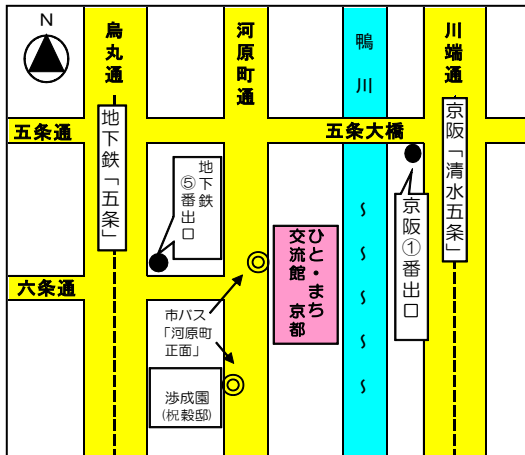 N
烏丸通
河原町通
鴨川
川端通
五条通
五条大橋
地下鉄「五条」
地下鉄
⑤番出口
京阪「清水五条」
京阪①番出口
ひと・まち
交流館 京都
六条通
市バス
「河原町
正面」
渉成園
(枳殻邸)